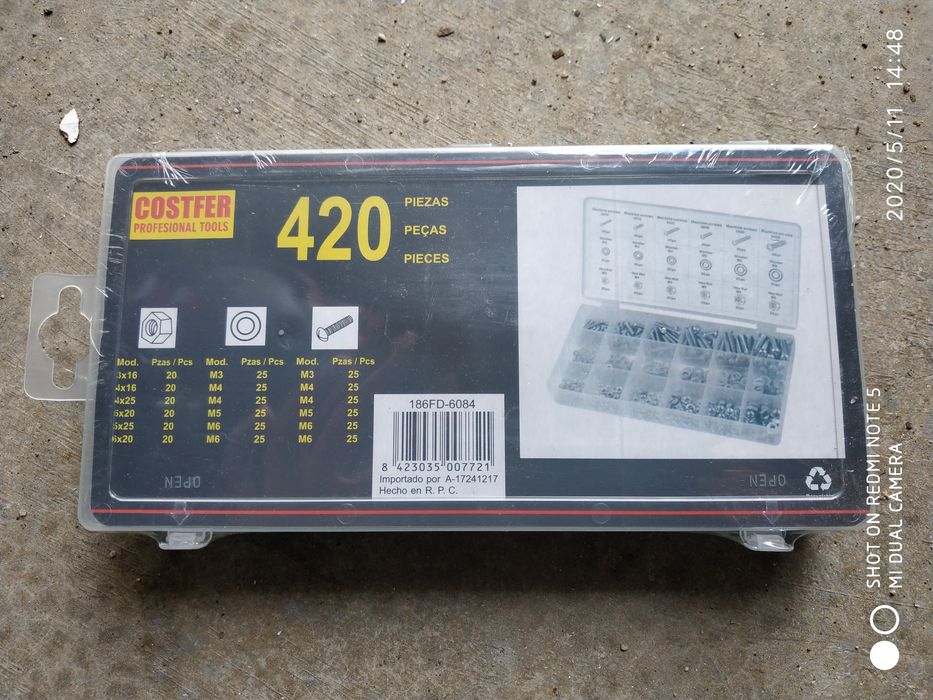 COSTFER
PROFESIONAL TOOLS
420
PIEZAS
PEÇAS
PIECES
Mod. Pzas / Pcs Mod. Pzas / Pcs Mod. Pzas / Pcs
20 M3 25 M3 25
4x16 20 M4 25 M4 25
4x25 20 M4 25 M4 25
20 M5 25 M5 25
20 M6 25 M6 25
20 M6 25 M6 25
186FD-6084
8 423035 007721
Importado por A-17241217
Hecho en R. P. C.
OPEN
OPEN
2020/5/11 14:48
SHOT ON REDMI NOTE 5
MI DUAL CAMERA